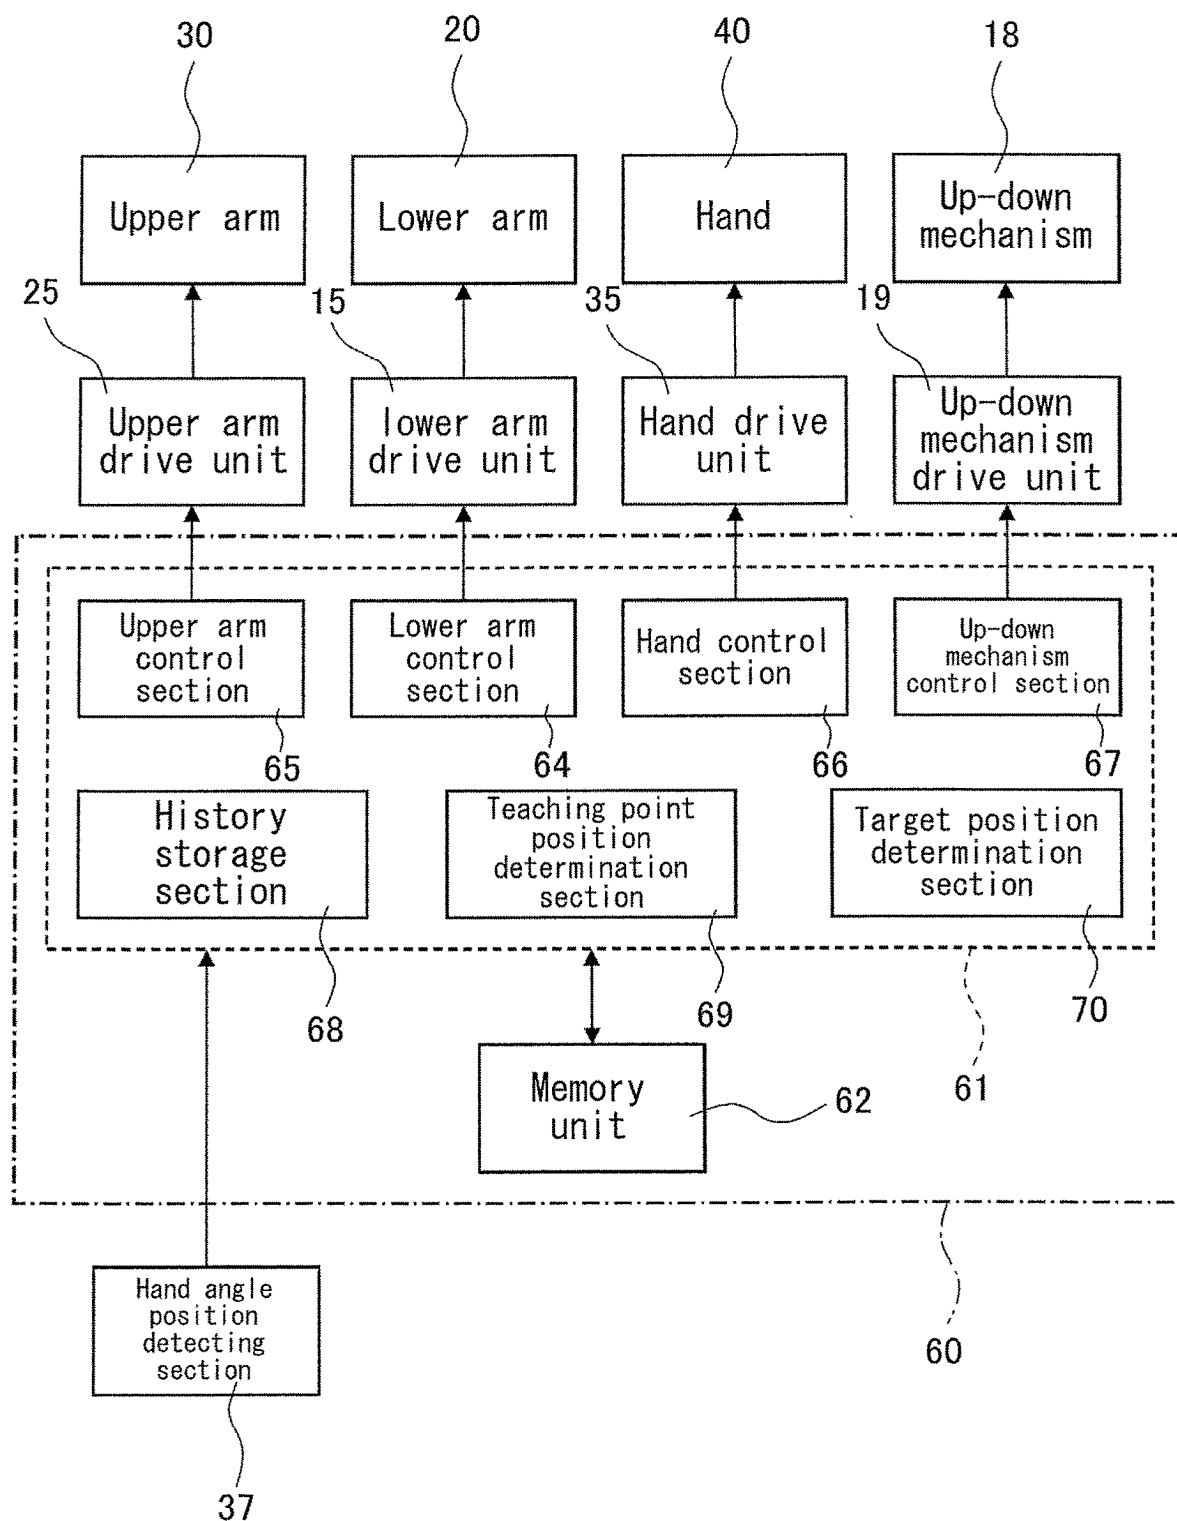 30
20
40
18
Upper arm
Lower arm
Hand
Up-down
mechanism
25
15
35
19
Upper arm
drive unit
lower arm
drive unit
Hand drive
unit
Up-down
mechanism
drive unit
Upper arm
control
section
Lower arm
control
section
Hand control
section
Up-down
mechanism
control section
65
64
66
67
History
storage
section
Teaching point
position
determination
section
Target position
determination
section
68
69
70
61
Memory
unit
62
Hand angle
position
detecting
section
60
37